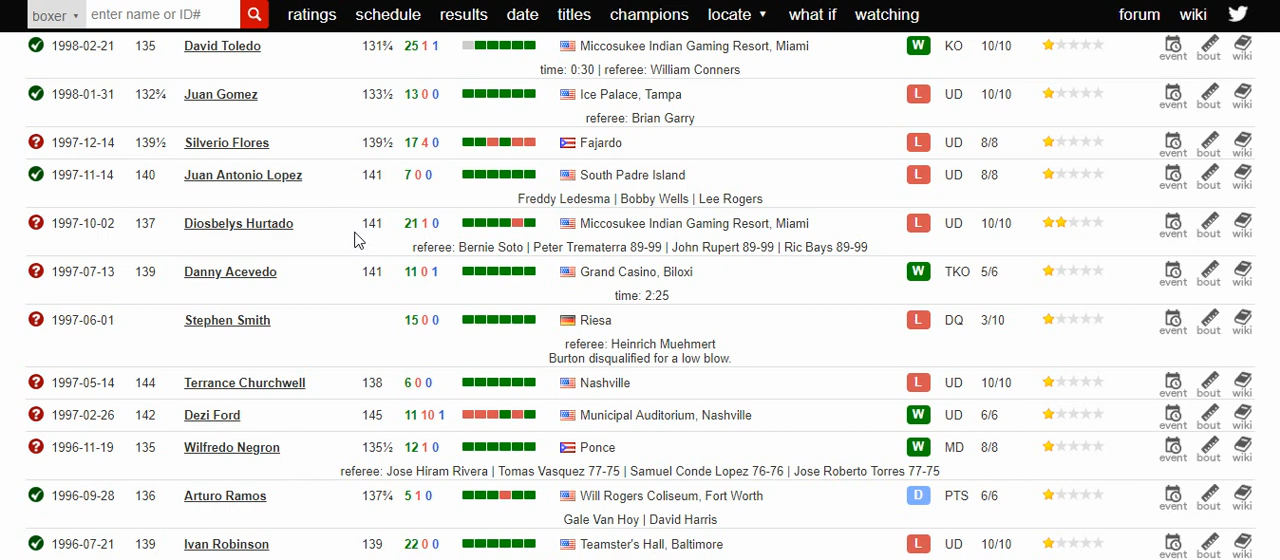 boxer ▾ enter name or ID# ratings schedule results date titles champions locate ▼ what if watching forum wiki
1998-02-21 135 David Toledo 131¾ 25 1 1 Miccosukee Indian Gaming Resort, Miami W KO 10/10 event bout wiki
time: 0:30 | referee: William Conners
1998-01-31 132¾ Juan Gomez 133½ 13 0 0 Ice Palace, Tampa L UD 10/10 event bout wiki
referee: Brian Garry
1997-12-14 139½ Silverio Flores 139½ 17 4 0 Fajardo L UD 8/8 event bout wiki
1997-11-14 140 Juan Antonio Lopez 141 7 0 0 South Padre Island L UD 8/8 event bout wiki
Freddy Ledesma | Bobby Wells | Lee Rogers
1997-10-02 137 Diosbelys Hurtado 141 21 1 0 Miccosukee Indian Gaming Resort, Miami L UD 10/10 event bout wiki
referee: Bernie Soto | Peter Trematerra 89-99 | John Rupert 89-99 | Ric Bays 89-99
1997-07-13 139 Danny Acevedo 141 11 0 1 Grand Casino, Biloxi W TKO 5/6 event bout wiki
time: 2:25
1997-06-01 Stephen Smith 15 0 0 Riesa L DQ 3/10 event bout wiki
referee: Heinrich Muehmert
Burton disqualified for a low blow.
1997-05-14 144 Terrance Churchwell 138 6 0 0 Nashville L UD 10/10 event bout wiki
1997-02-26 142 Dezi Ford 145 11 10 1 Municipal Auditorium, Nashville W UD 6/6 event bout wiki
1996-11-19 135 Wilfredo Negron 135½ 12 1 0 Ponce W MD 8/8 event bout wiki
referee: Jose Hiram Rivera | Tomas Vasquez 77-75 | Samuel Conde Lopez 76-76 | Jose Roberto Torres 77-75
1996-09-28 136 Arturo Ramos 137¾ 5 1 0 Will Rogers Coliseum, Fort Worth D PTS 6/6 event bout wiki
Gale Van Hoy | David Harris
1996-07-21 139 Ivan Robinson 139 22 0 0 Teamster's Hall, Baltimore L UD 10/10 event bout wiki